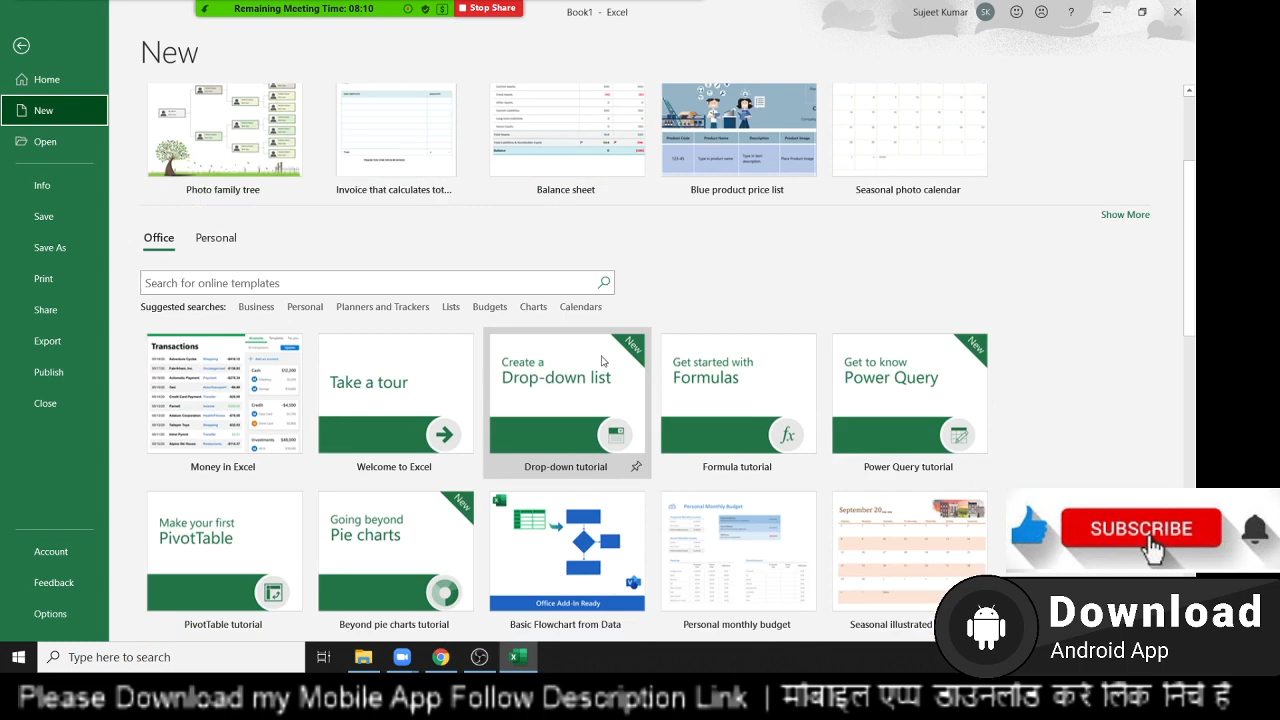 Remaining Meeting Time: 08:10
Stop Share
Book1 - Excel
Sujeet Kumar
SK
?
New
Home
New
Open
Info
Save
Save As
Print
Share
Export
Publish
Close
Account
Feedback
Options
Photo family tree
Invoice that calculates tot...
Balance sheet
Blue product price list
Seasonal photo calendar
Show More
Office
Personal
Search for online templates
Suggested searches:
Business
Personal
Planners and Trackers
Lists
Budgets
Charts
Calendars
Transactions
Take a tour
Create a
Drop-down list
New
Get started with
Formulas
fx
Get to know
Power Query
New
Money in Excel
Welcome to Excel
Drop-down tutorial
Formula tutorial
Power Query tutorial
Make your first
PivotTable
Going beyond
Pie charts
New
Office Add-In Ready
Personal Monthly Budget
September 20__
PivotTable tutorial
Beyond pie charts tutorial
Basic Flowchart from Data
Personal monthly budget
Seasonal illustrated
SUBSCRIBE
Download
Android App
Type here to search
Please Download my Mobile App Follow Description Link | मोबाइल एप्प डाउनलोड करे लिंक निचे है